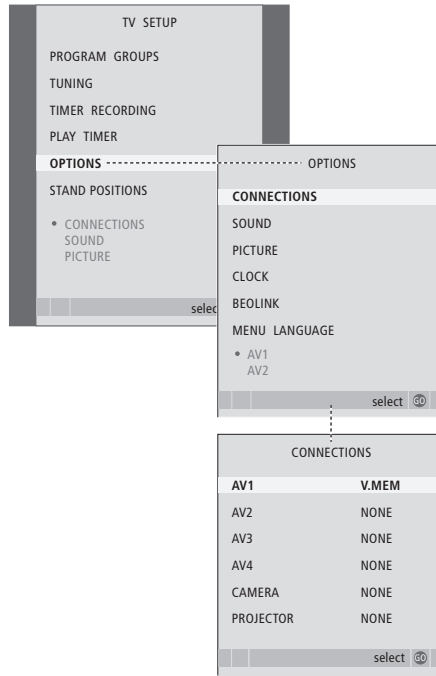 TV SETUP
PROGRAM GROUPS
TUNING
TIMER RECORDING
PLAY TIMER
OPTIONS
STAND POSITIONS
• CONNECTIONS
SOUND
PICTURE
selec
OPTIONS
CONNECTIONS
SOUND
PICTURE
CLOCK
BEOLINK
MENU LANGUAGE
• AV1
AV2
select GO
CONNECTIONS
AV1 V.MEM
AV2 NONE
AV3 NONE
AV4 NONE
CAMERA NONE
PROJECTOR NONE
select GO